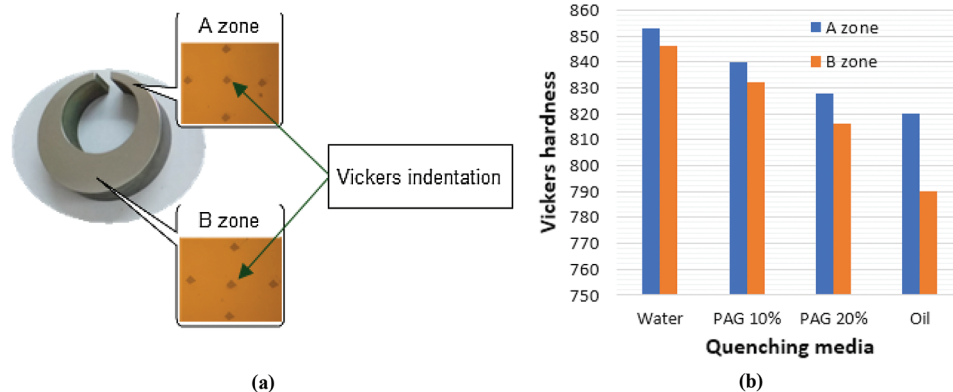 A zone
Vickers indentation
B zone
(a)
860
850
840
830
820
810
800
790
780
770
760
750
Vickers hardness
A zone
B zone
Water PAG 10% PAG 20% Oil
Quenching media
(b)